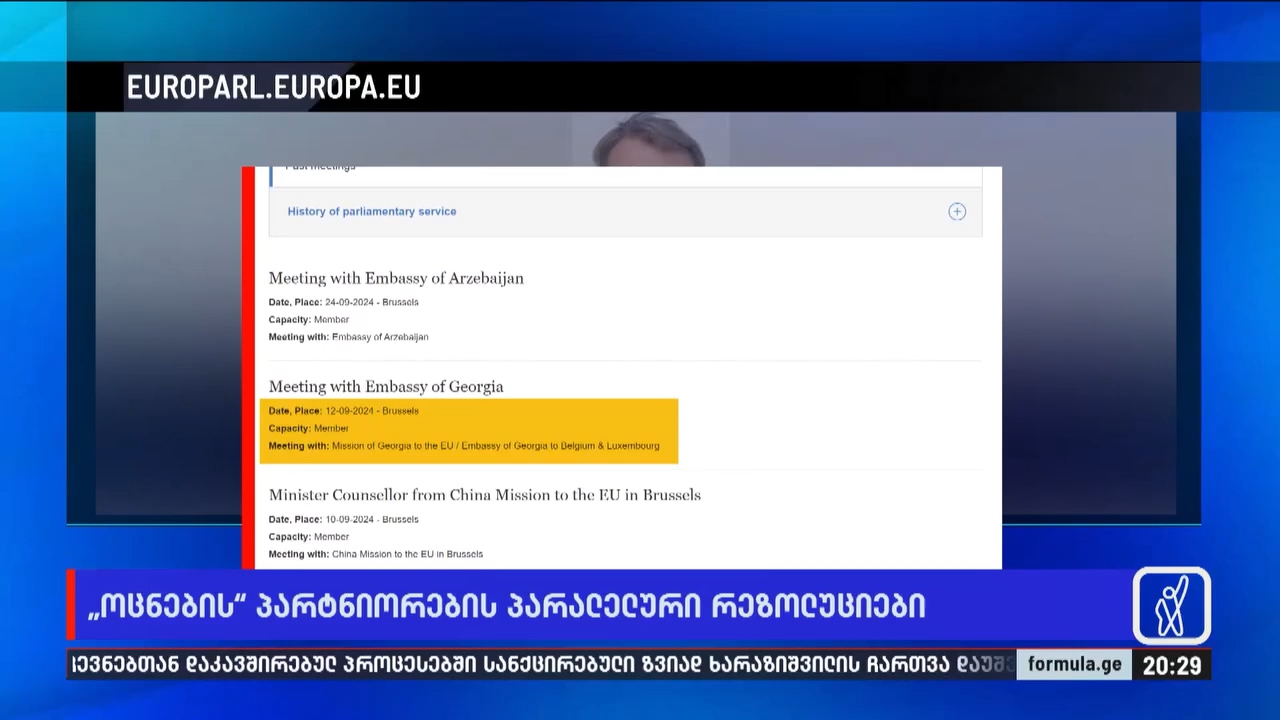 EUROPARL.EUROPA.EU
Past meetings
History of parliamentary service
Meeting with Embassy of Arzebaijan
Date, Place: 24-09-2024 - Brussels
Capacity: Member
Meeting with: Embassy of Arzebaijan
Meeting with Embassy of Georgia
Date, Place: 12-09-2024 - Brussels
Capacity: Member
Meeting with: Mission of Georgia to the EU / Embassy of Georgia to Belgium & Luxembourg
Minister Counsellor from China Mission to the EU in Brussels
Date, Place: 10-09-2024 - Brussels
Capacity: Member
Meeting with: China Mission to the EU in Brussels
„ოცნების“ პარტნიორების პარალელური რეზოლუციები
დაკავშირებულ პროცესებში სანქცირებული ზვიად ხარაზიშვილის ჩართვა
formula.ge
20:29